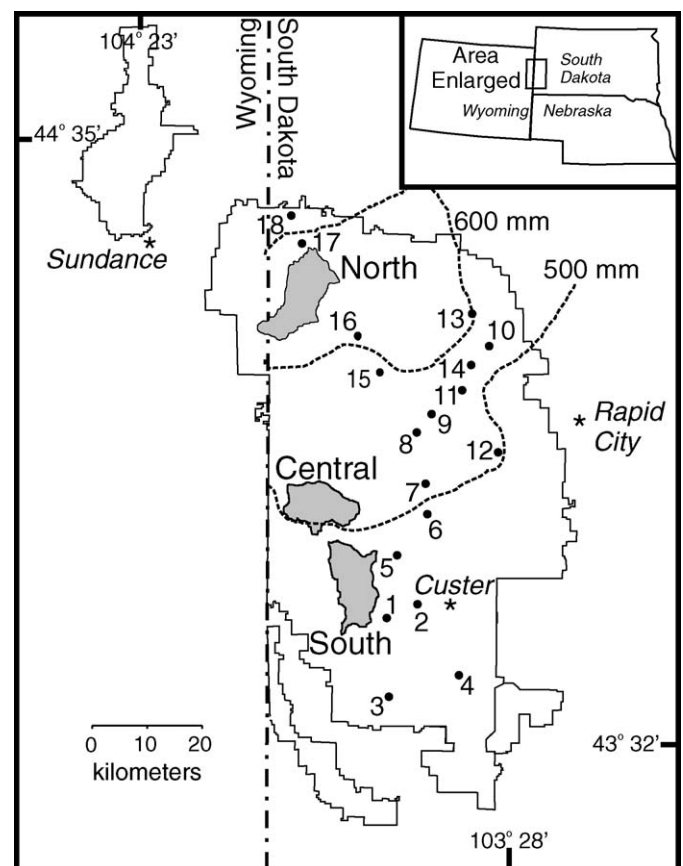 104° 23'
Wyoming
South Dakota
Area
Enlarged
South
Dakota
Wyoming
Nebraska
44° 35'
18
600 mm
17
Sundance
*
North
500 mm
13
10
16
14
15
11
*
Rapid
City
9
8
12
Central
7
6
5
Custer
*
1
2
South
4
3
0 10 20
kilometers
43° 32'
103° 28'